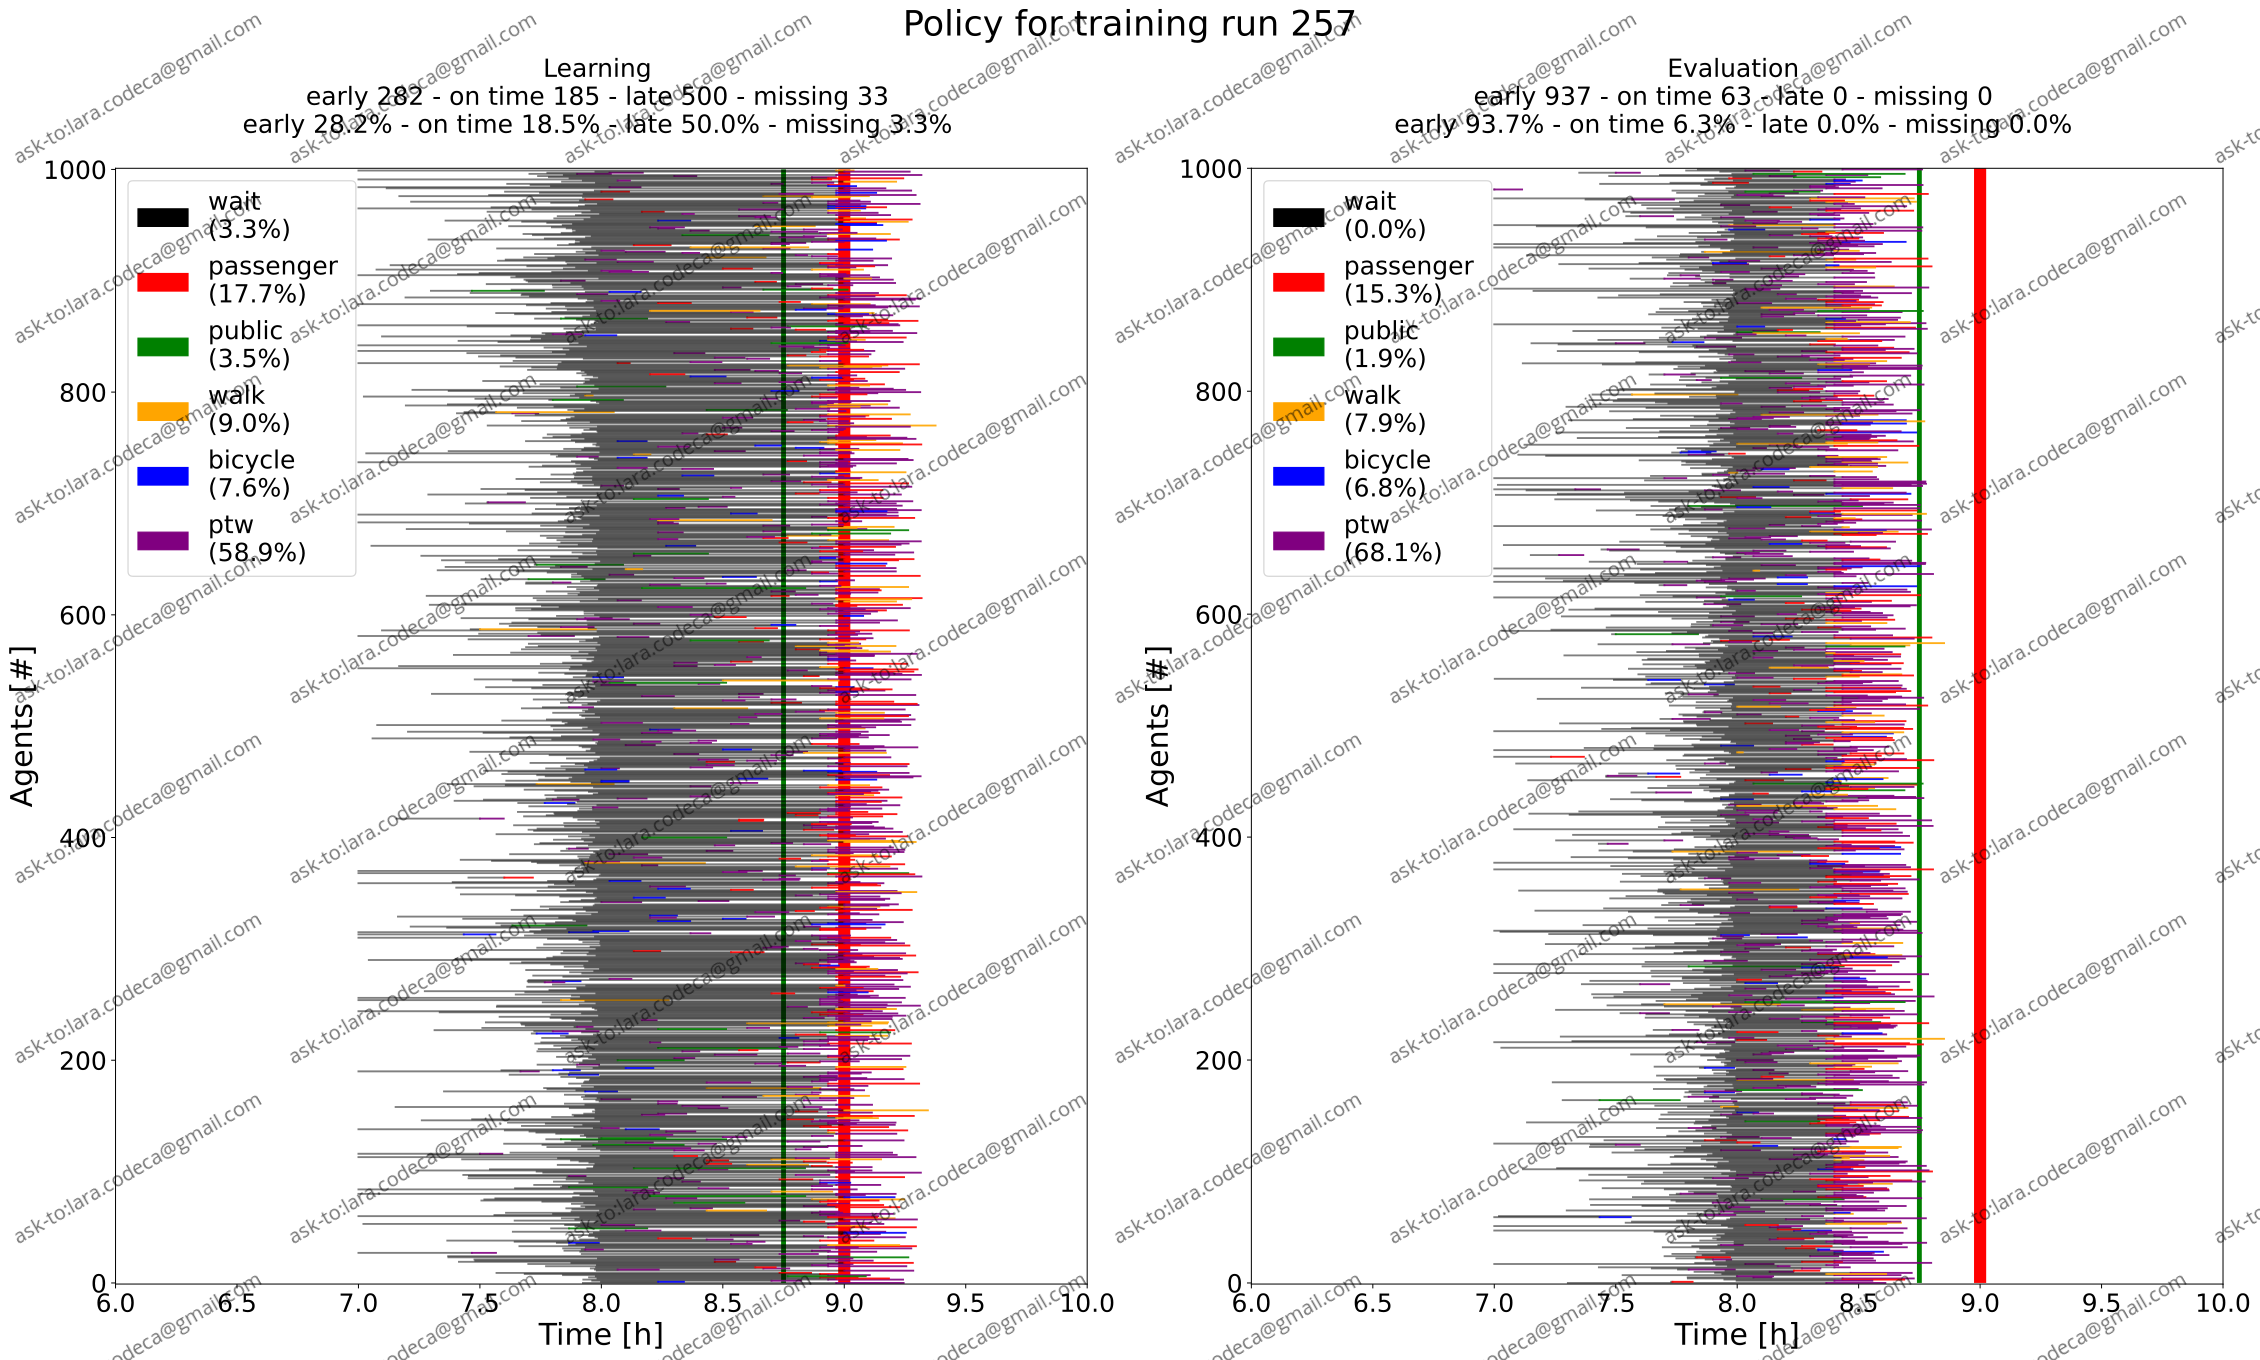 Policy for training run 257
Learning
early 282 - on time 185 - late 500 - missing 33
early 28.2% - on time 18.5% - late 50.0% - missing 3.3%
1000
800
600
400
200
0
Agents [#]
wait
(3.3%)
passenger
(17.7%)
public
(3.5%)
walk
(9.0%)
bicycle
(7.6%)
ptw
(58.9%)
6.0 6.5 7.0 7.5 8.0 8.5 9.0 9.5 10.0
Time [h]
Evaluation
early 937 - on time 63 - late 0 - missing 0
early 93.7% - on time 6.3% - late 0.0% - missing 0.0%
1000
800
600
400
200
0
Agents [#]
wait
(0.0%)
passenger
(15.3%)
public
(1.9%)
walk
(7.9%)
bicycle
(6.8%)
ptw
(68.1%)
6.0 6.5 7.0 7.5 8.0 8.5 9.0 9.5 10.0
Time [h]
ask-to:lara.codeca@gmail.com